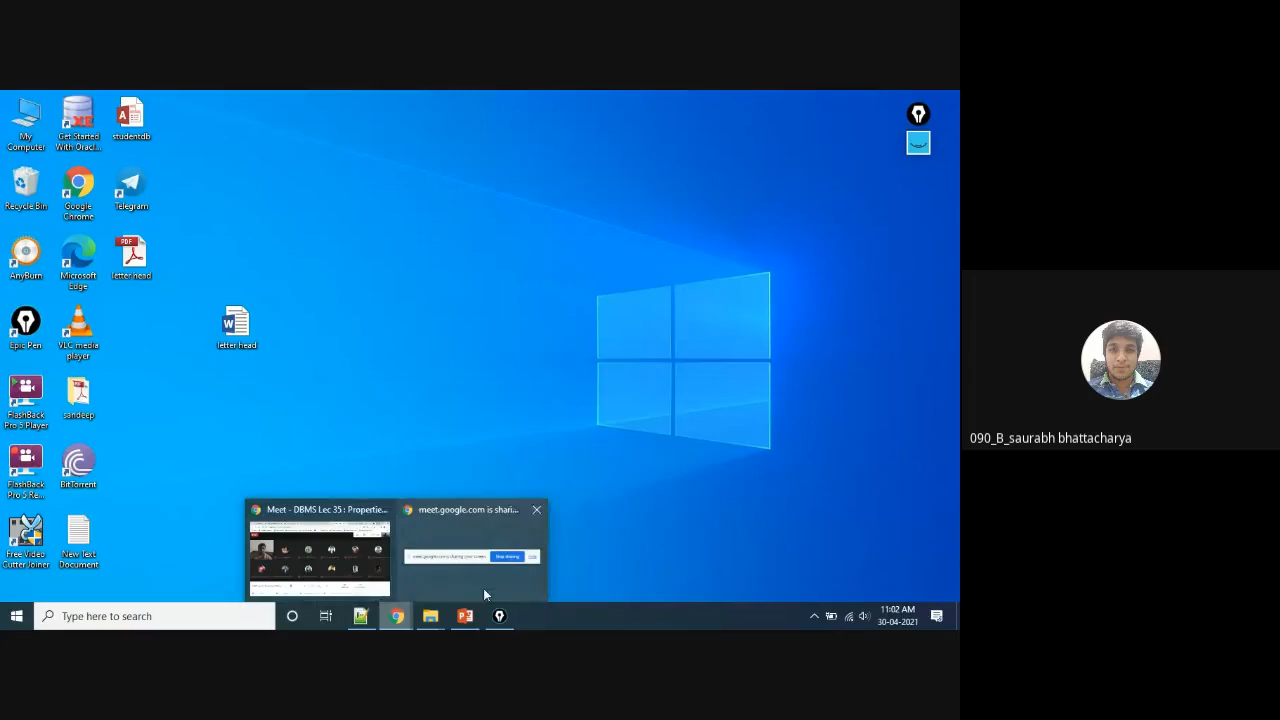 My
Computer
Get Started
With Oracl...
studentdb
Recycle Bin
Google
Chrome
Telegram
AnyBurn
Microsoft
Edge
PDF
letter head
Epic Pen
VLC media
player
W
letter head
FlashBack
Pro 5 Player
sandeep
FlashBack
Pro 5 Re...
BitTorrent
Free Video
Cutter Joiner
New Text
Document
Meet - DBMS Lec 35 : Propertie...
meet.google.com is shari...
Stop sharing
Type here to search
11:02 AM
30-04-2021
090_B_saurabh bhattacharya